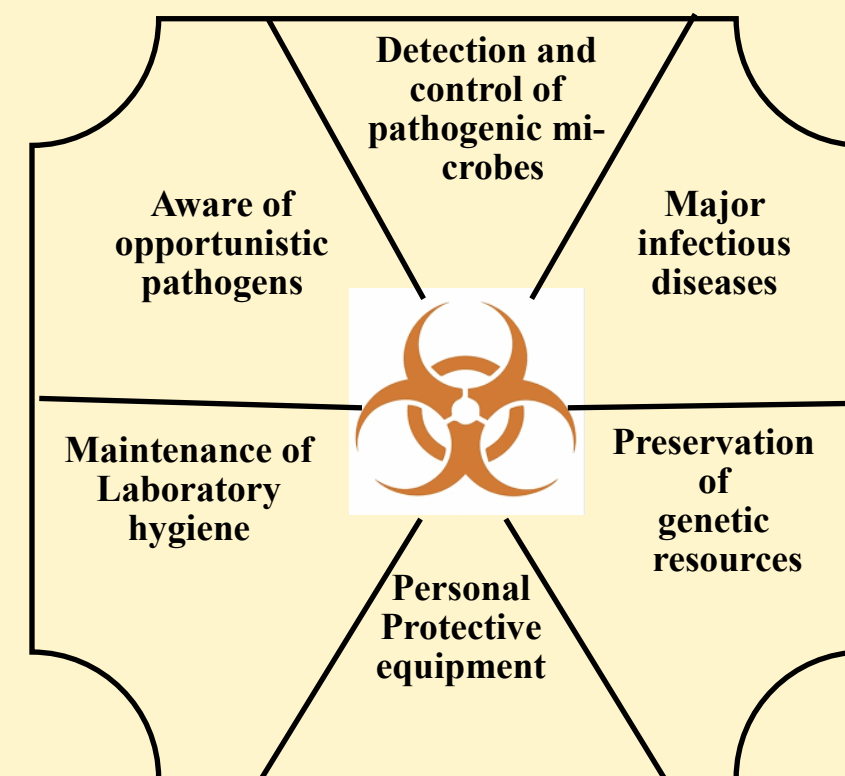 Detection and
control of
pathogenic mi-
crobes
Aware of
opportunistic
pathogens
Major
infectious
diseases
Maintenance of
Laboratory
hygiene
Preservation
of
genetic
resources
Personal
Protective
equipment